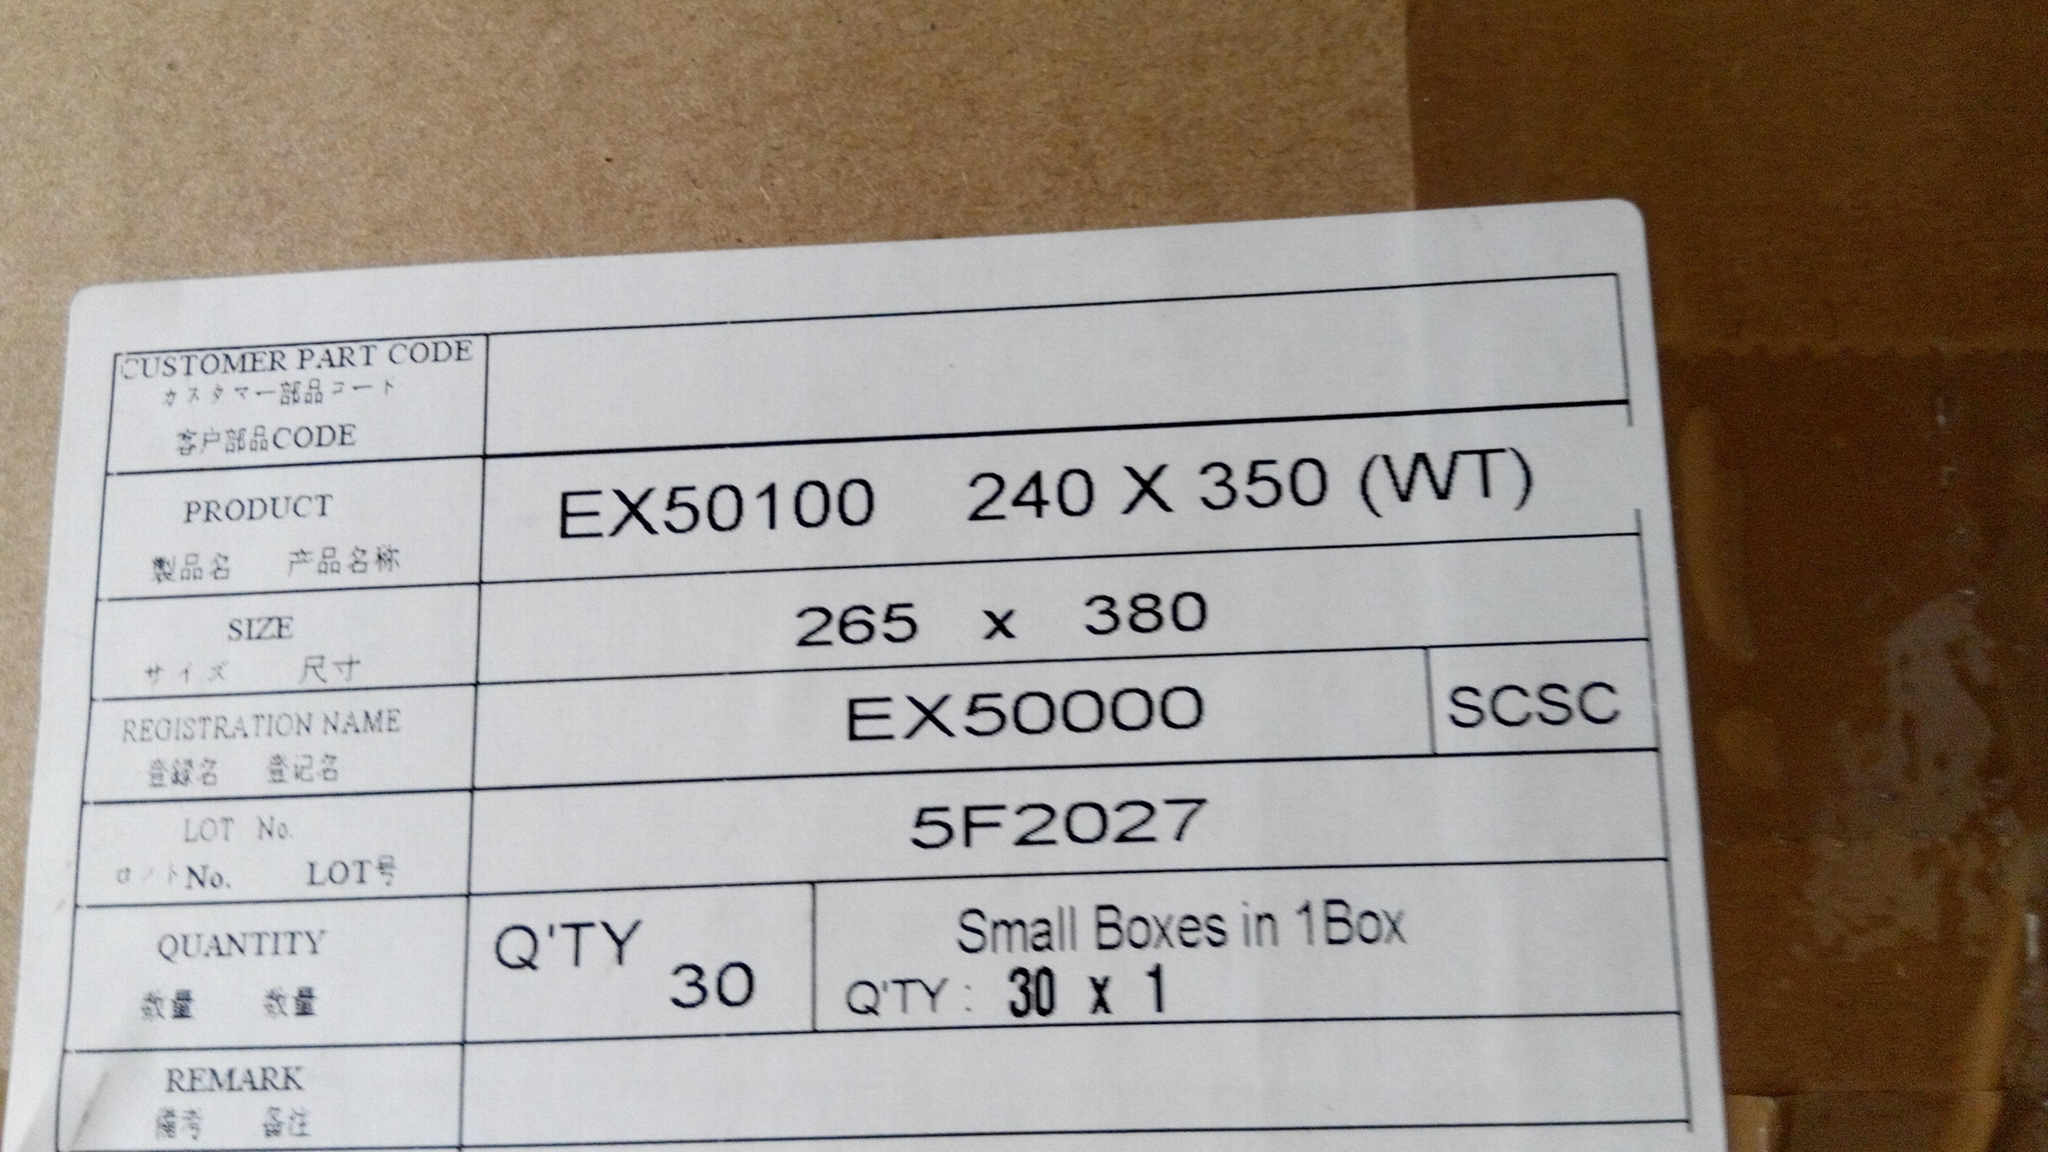 CUSTOMER PART CODE
カスタマー部品コード
客户部品CODE
PRODUCT
製品名 产品名称
EX50100 240 X 350 (WT)
SIZE
サイズ 尺寸
265 x 380
REGISTRATION NAME
登録名 登记名
EX50000
SCSC
LOT No.
ロットNo. LOT号
5F2027
QUANTITY
数量 数量
Q'TY
30
Small Boxes in 1Box
Q'TY : 30 x 1
REMARK
備考 备注